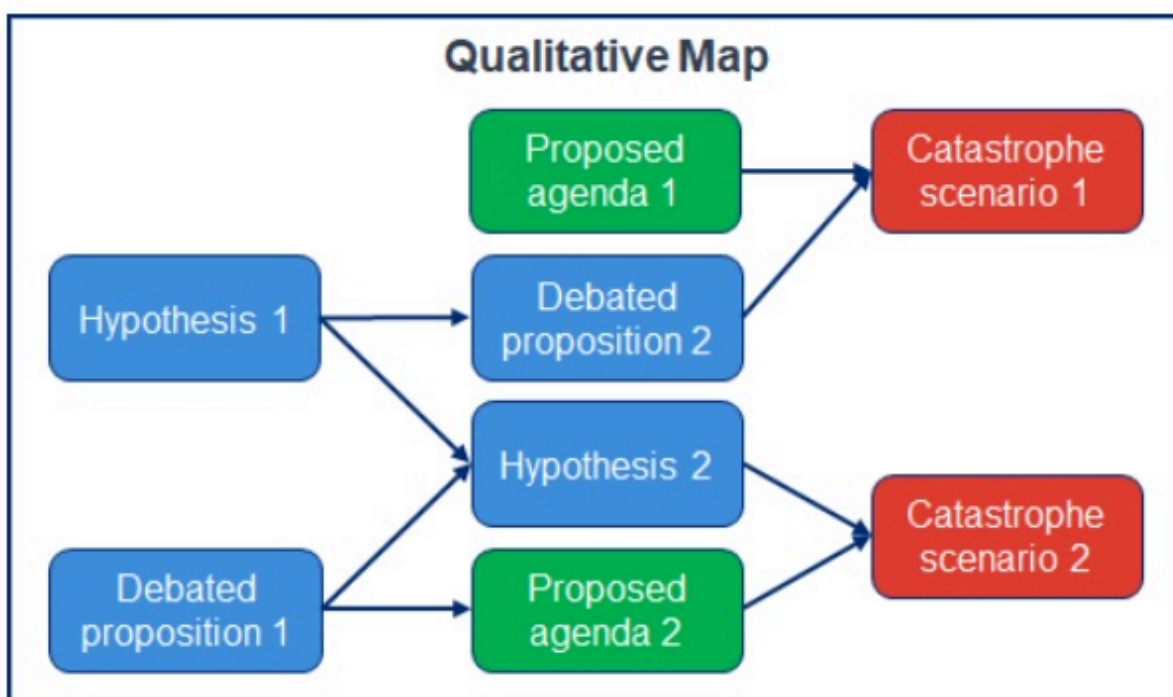 Qualitative Map
Proposed
agenda 1
Catastrophe
scenario 1
Hypothesis 1
Debated
proposition 2
Hypothesis 2
Catastrophe
scenario 2
Debated
proposition 1
Proposed
agenda 2